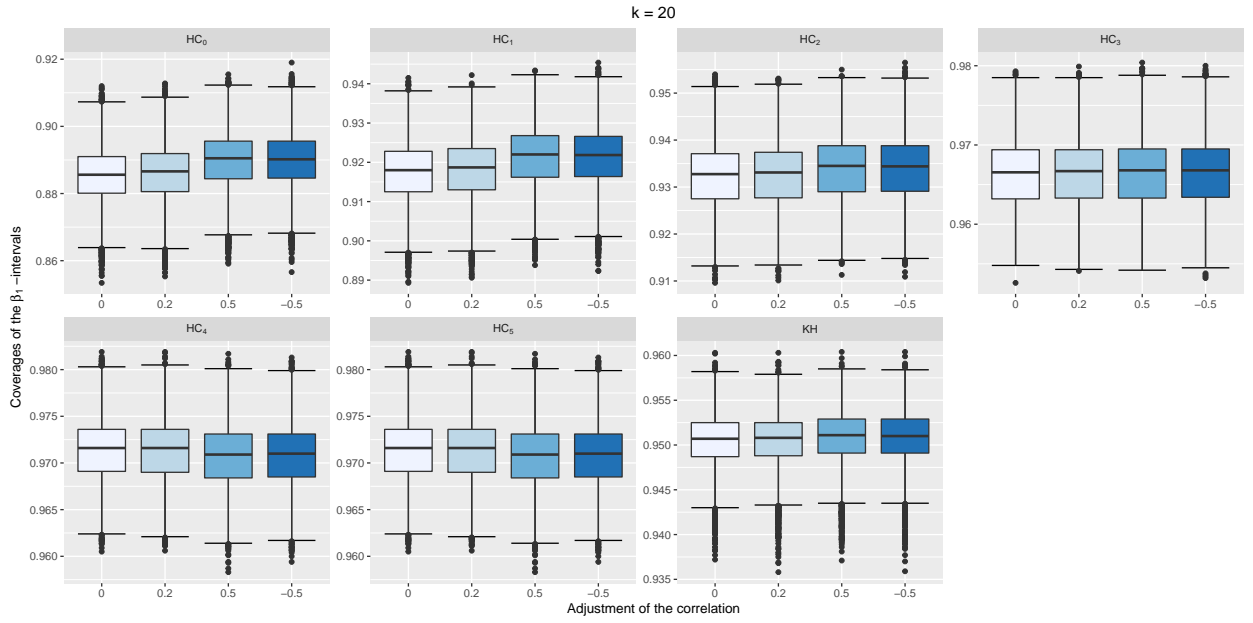 k = 20
HC₀
HC₁
HC₂
HC₃
0.92
0.90
0.88
0.86
0.94
0.93
0.92
0.91
0.90
0.89
0.95
0.94
0.93
0.92
0.91
0.98
0.97
0.96
0 0.2 0.5 −0.5
0 0.2 0.5 −0.5
0 0.2 0.5 −0.5
0 0.2 0.5 −0.5
Coverages of the β₁ −intervals
HC₄
HC₅
KH
0.980
0.975
0.970
0.965
0.960
0.980
0.975
0.970
0.965
0.960
0.960
0.955
0.950
0.945
0.940
0.935
0 0.2 0.5 −0.5
0 0.2 0.5 −0.5
0 0.2 0.5 −0.5
Adjustment of the correlation